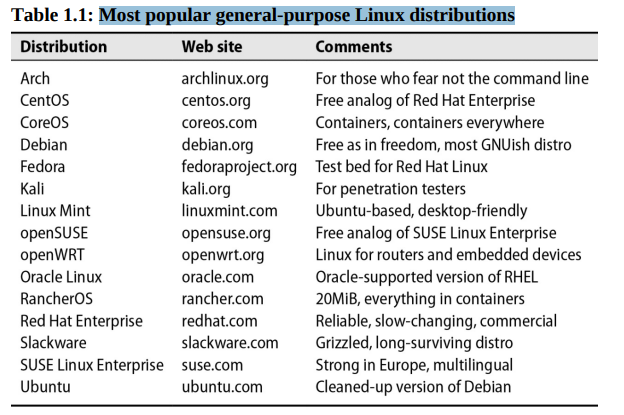 Table 1.1: Most popular general-purpose Linux distributions
Distribution Web site Comments
Arch archlinux.org For those who fear not the command line
CentOS centos.org Free analog of Red Hat Enterprise
CoreOS coreos.com Containers, containers everywhere
Debian debian.org Free as in freedom, most GNUish distro
Fedora fedoraproject.org Test bed for Red Hat Linux
Kali kali.org For penetration testers
Linux Mint linuxmint.com Ubuntu-based, desktop-friendly
openSUSE opensuse.org Free analog of SUSE Linux Enterprise
openWRT openwrt.org Linux for routers and embedded devices
Oracle Linux oracle.com Oracle-supported version of RHEL
RancherOS rancher.com 20MiB, everything in containers
Red Hat Enterprise redhat.com Reliable, slow-changing, commercial
Slackware slackware.com Grizzled, long-surviving distro
SUSE Linux Enterprise suse.com Strong in Europe, multilingual
Ubuntu ubuntu.com Cleaned-up version of Debian